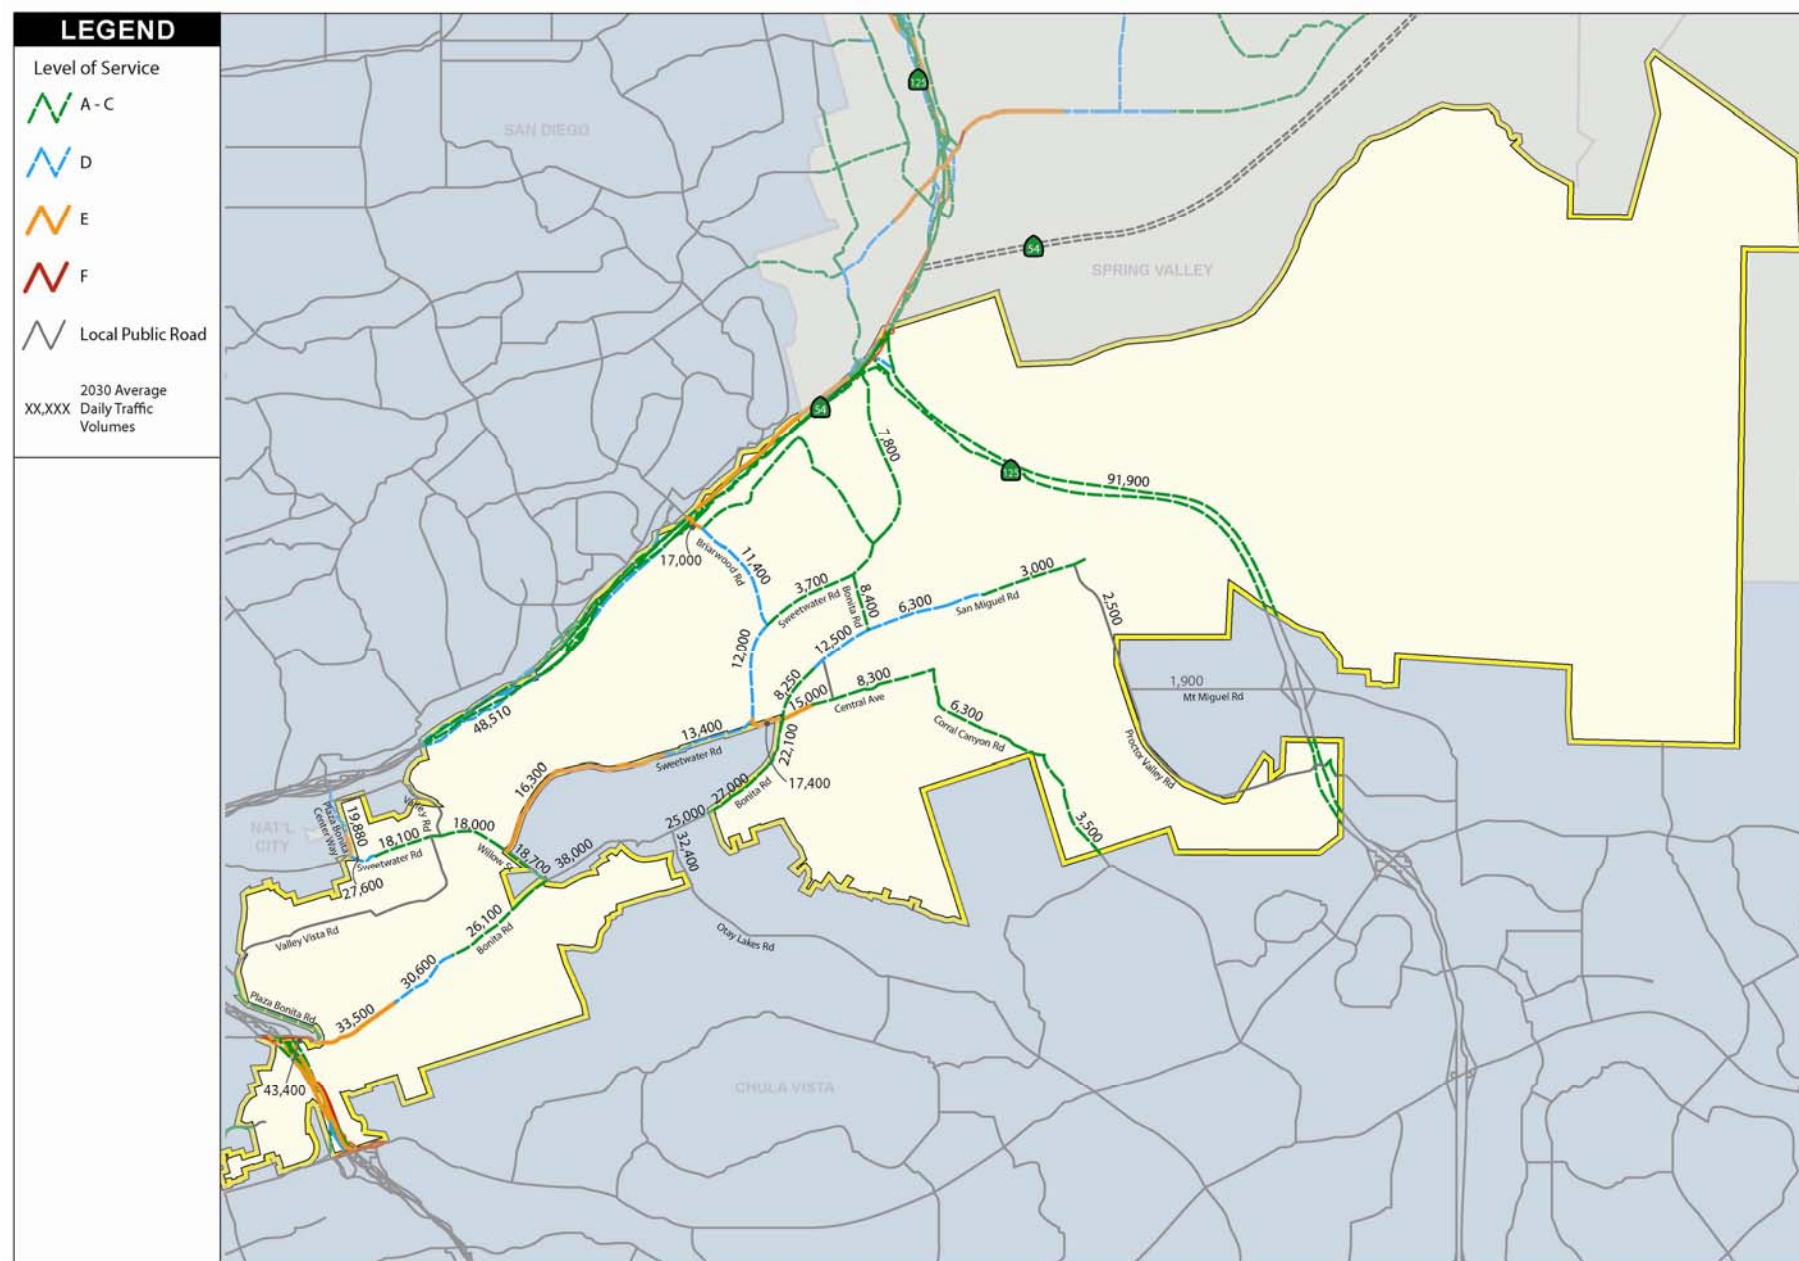 LEGEND
Level of Service
A - C
D
E
F
Local Public Road
XX,XXX
2030 Average
Daily Traffic
Volumes
125
SAN DIEGO
54
SPRING VALLEY
54
7,800
125
91,900
17,000
Briarwood Rd
11,400
3,700
Sweetwater Rd
Bonita Rd
8,400
6,300
3,000
San Miguel Rd
2,500
12,000
12,500
8,250
15,000
8,300
Central Ave
1,900
Mt Miguel Rd
48,510
13,400
Sweetwater Rd
22,100
6,300
Corral Canyon Rd
Proctor Valley Rd
16,300
17,400
27,000
Bonita Rd
NAT'L
CITY
Plaza Bonita
Center Way
19,880
Valley Rd
18,100
18,000
Sweetwater Rd
27,600
Willow St
18,700
38,000
25,000
32,400
3,500
26,100
Bonita Rd
Valley Vista Rd
Otay Lakes Rd
30,600
Plaza Bonita Rd
33,500
43,400
CHULA VISTA